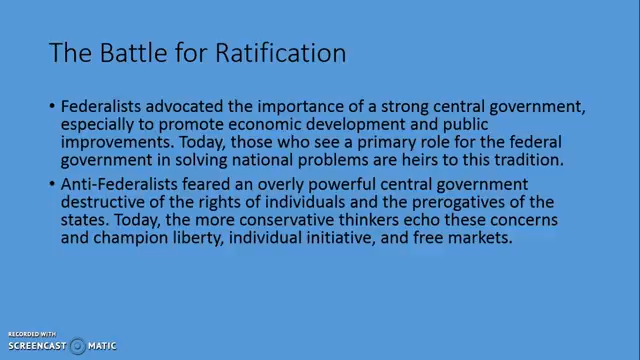 The Battle for Ratification
• Federalists advocated the importance of a strong central government,
especially to promote economic development and public
improvements. Today, those who see a primary role for the federal
government in solving national problems are heirs to this tradition.
• Anti-Federalists feared an overly powerful central government
destructive of the rights of individuals and the prerogatives of the
states. Today, the more conservative thinkers echo these concerns
and champion liberty, individual initiative, and free markets.
RECORDED WITH
SCREENCAST MATIC